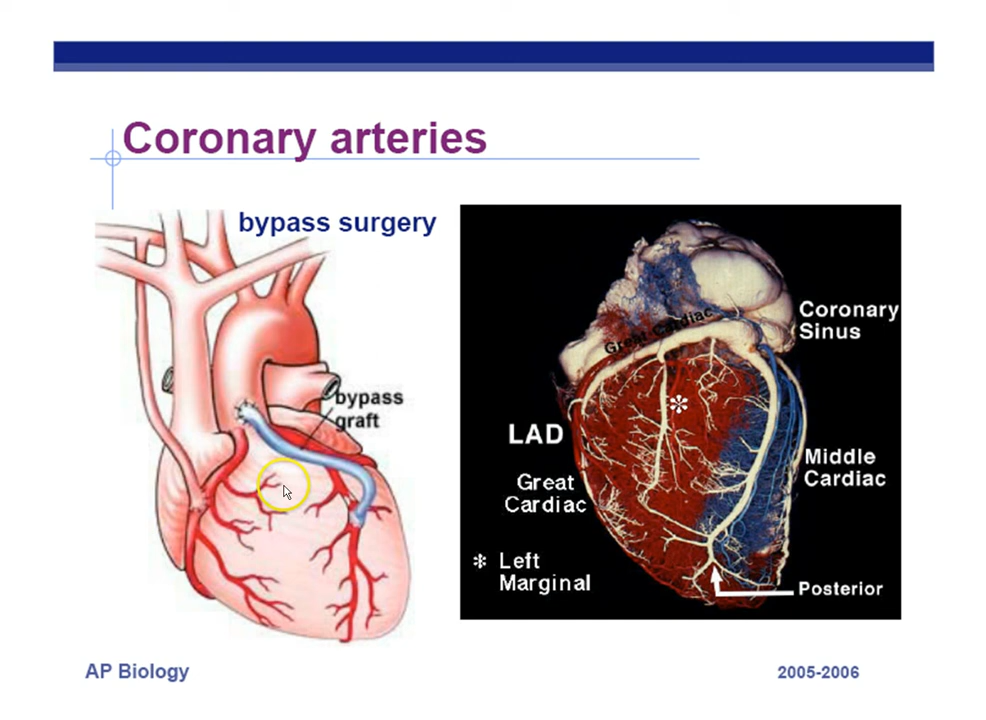 Coronary arteries
bypass surgery
bypass
graft
Great Cardiac
Coronary
Sinus
LAD
Great
Cardiac
Middle
Cardiac
* Left
Marginal
Posterior
AP Biology
2005-2006